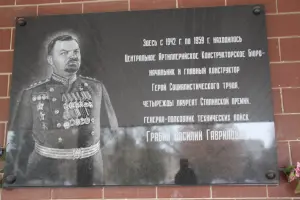 Здесь с 1942 г. по 1959 г. находилось
Центральное Артиллерийское Конструкторское Бюро
начальник и главный конструктор
Герой Социалистического труда,
четырежды лауреат Сталинской премии,
генерал-полковник технических войск
Грабин Василий Гаврилович